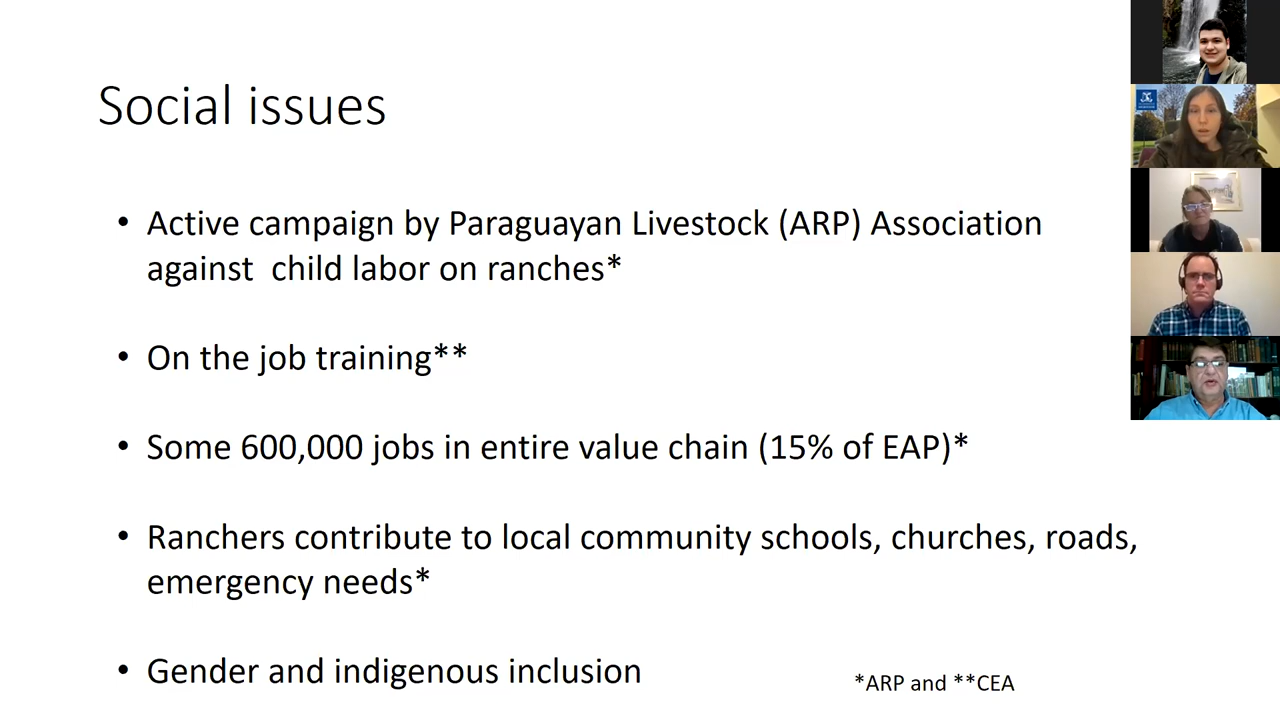 Social issues
• Active campaign by Paraguayan Livestock (ARP) Association
against  child labor on ranches*
• On the job training**
• Some 600,000 jobs in entire value chain (15% of EAP)*
• Ranchers contribute to local community schools, churches, roads,
emergency needs*
• Gender and indigenous inclusion
*ARP and **CEA